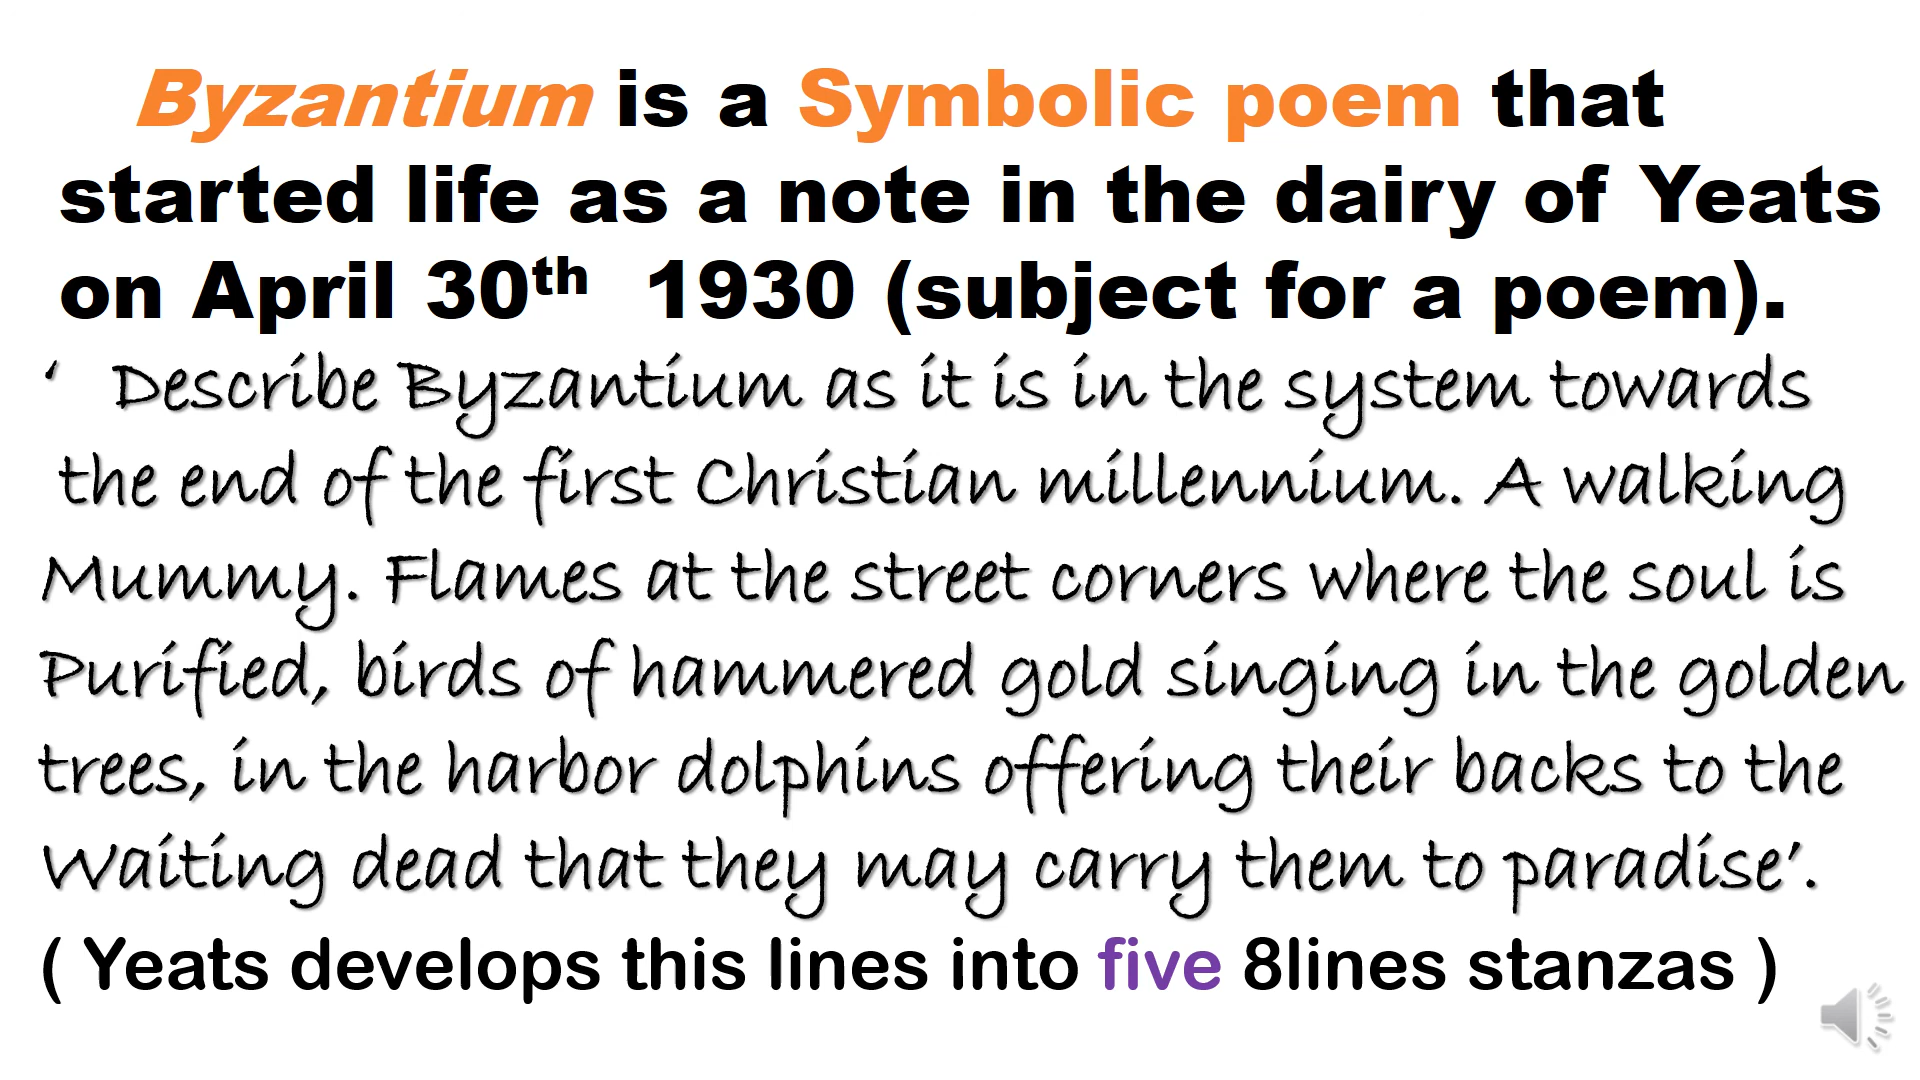 Byzantium is a Symbolic poem that
started life as a note in the dairy of Yeats
on April 30th 1930 (subject for a poem).
‘ Describe Byzantium as it is in the system towards
the end of the first Christian millennium. A walking
Mummy. Flames at the street corners where the soul is
Purified, birds of hammered gold singing in the golden
trees, in the harbor dolphins offering their backs to the
Waiting dead that they may carry them to paradise’.
( Yeats develops this lines into five 8lines stanzas )